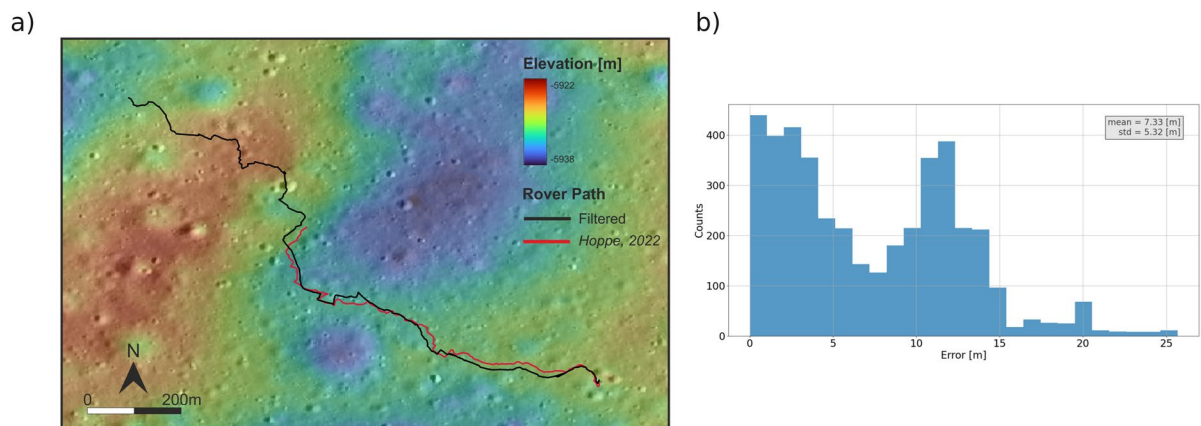 a)
Elevation [m]
-5922
-5938
Rover Path
Filtered
Hoppe, 2022
N
0 200m
b)
mean = 7.33 [m]
std = 5.32 [m]
Counts
400
300
200
100
0
0 5 10 15 20 25
Error [m]